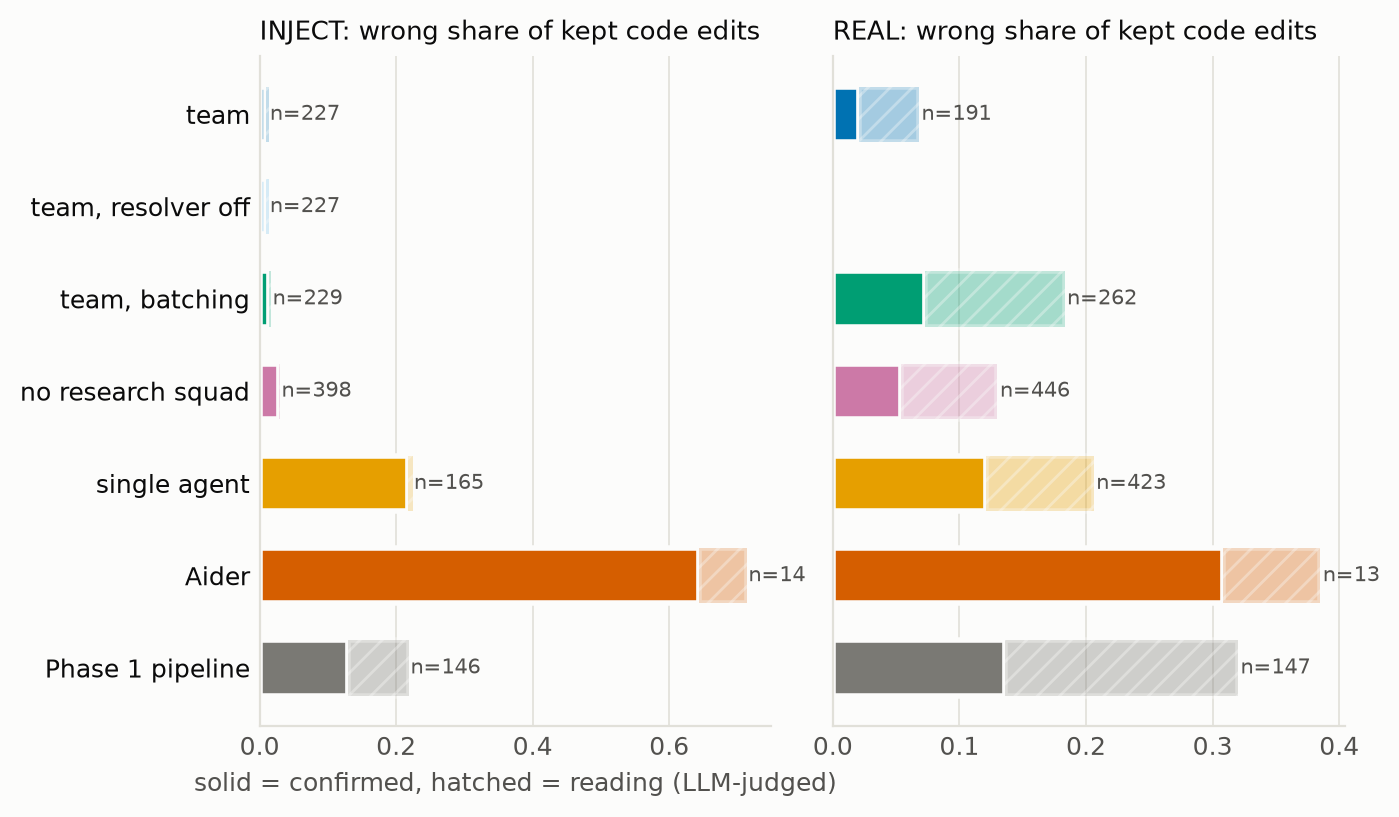 INJECT: wrong share of kept code edits
REAL: wrong share of kept code edits
team
n=227
n=191
team, resolver off
n=227
team, batching
n=229
n=262
no research squad
n=398
n=446
single agent
n=165
n=423
Aider
n=14
n=13
Phase 1 pipeline
n=146
n=147
0.0 0.2 0.4 0.6
0.0 0.1 0.2 0.3 0.4
solid = confirmed, hatched = reading (LLM-judged)